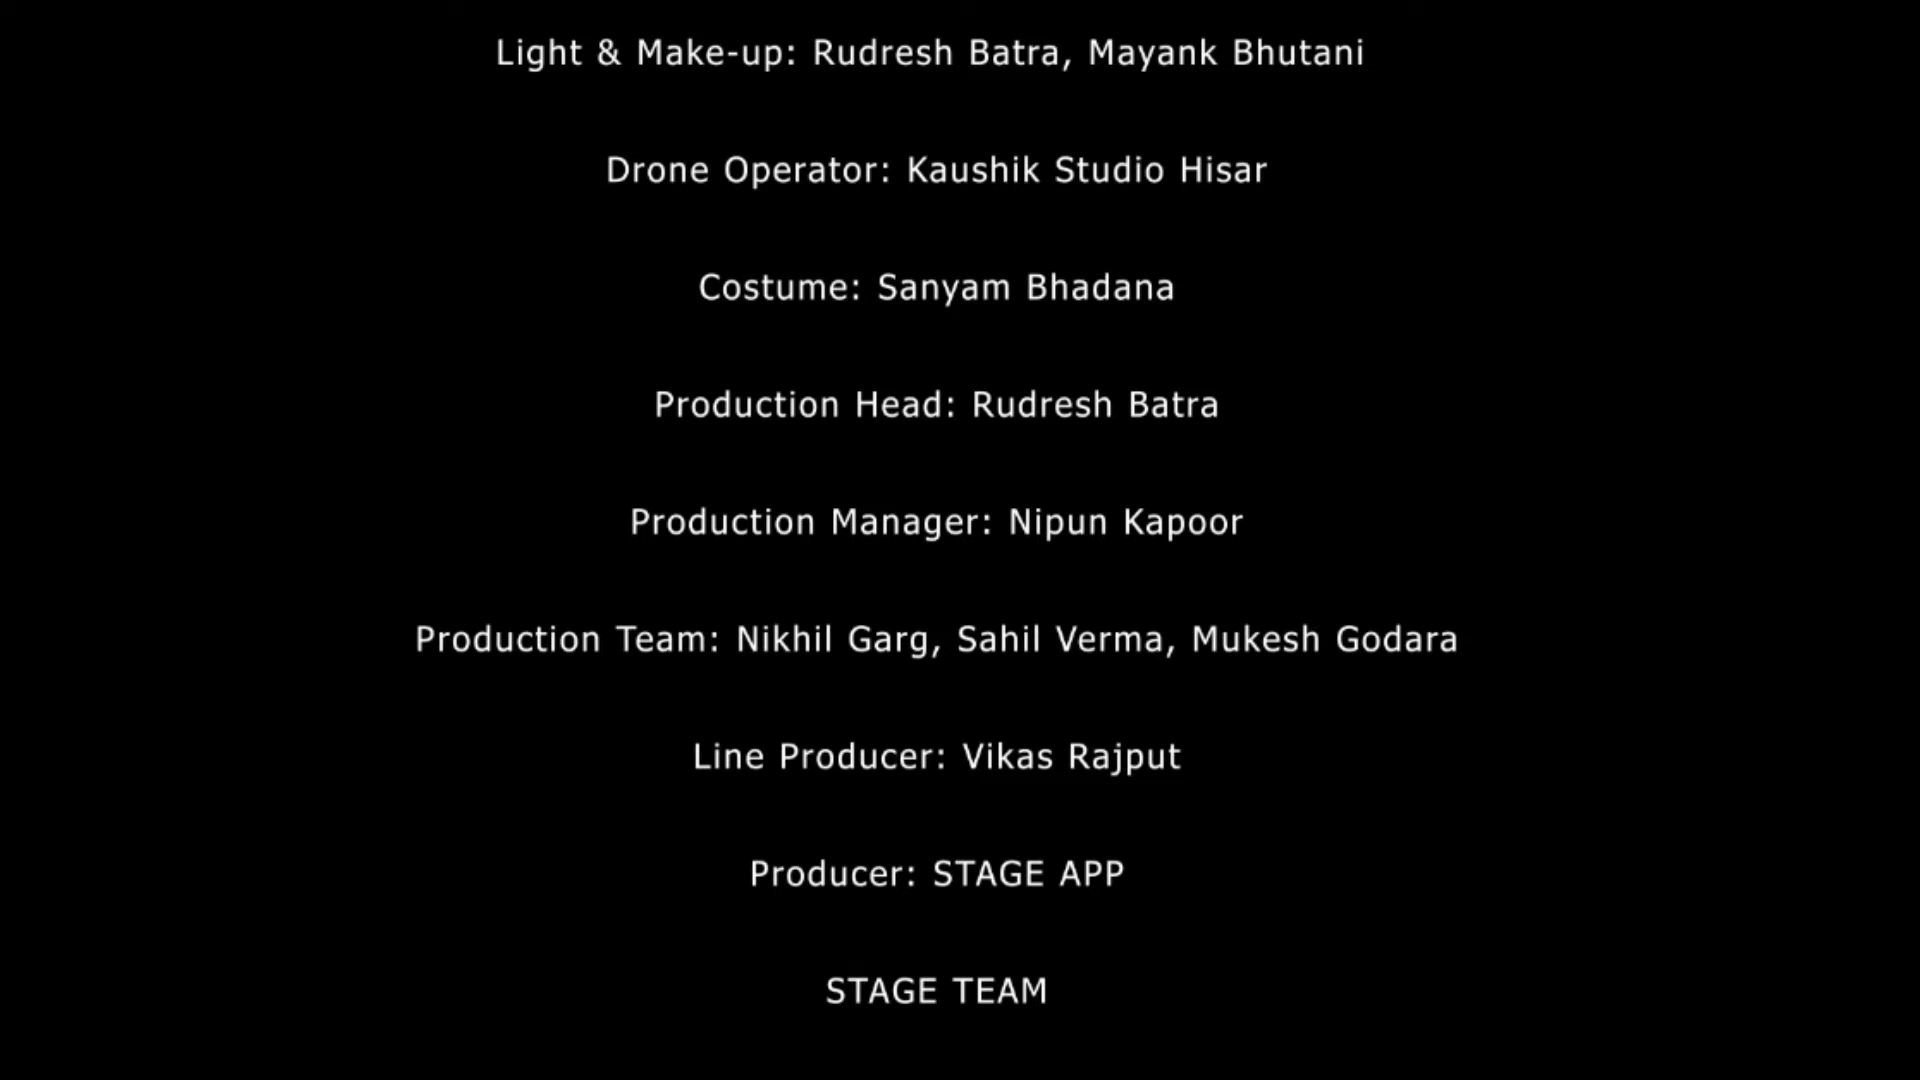 Light & Make-up: Rudresh Batra, Mayank Bhutani
Drone Operator: Kaushik Studio Hisar
Costume: Sanyam Bhadana
Production Head: Rudresh Batra
Production Manager: Nipun Kapoor
Production Team: Nikhil Garg, Sahil Verma, Mukesh Godara
Line Producer: Vikas Rajput
Producer: STAGE APP
STAGE TEAM